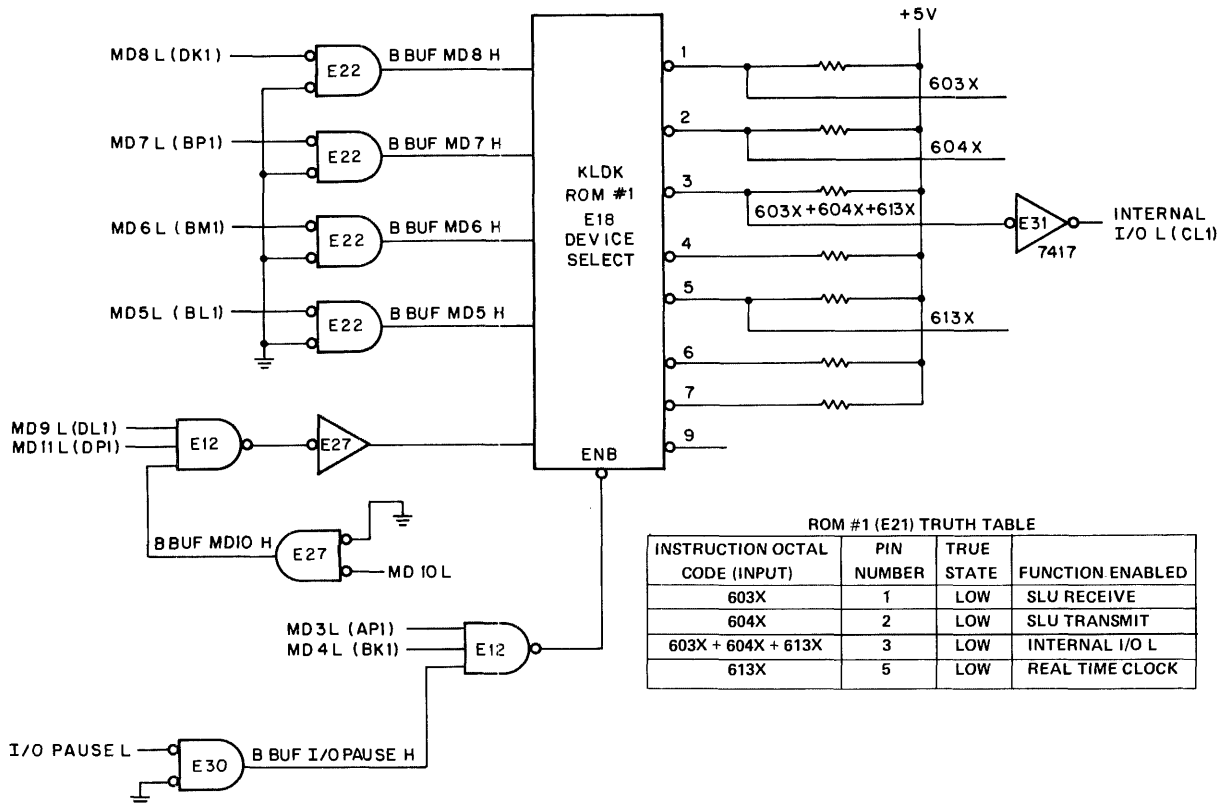 +5V
MD8 L (DK1)
E22
B BUF MD8 H
1
603X
MD7 L (BP1)
E22
B BUF MD7 H
2
604X
KLDK
ROM #1
E18
DEVICE
SELECT
3
603X+604X+613X
E31
7417
INTERNAL
I/O L (CL1)
MD6 L (BM1)
E22
B BUF MD6 H
4
5
613X
MD5L (BL1)
E22
B BUF MD5 H
6
7
MD9 L (DL1)
MD11L (DP1)
E12
E27
9
ENB
B BUF MD10 H
E27
MD 10 L
MD3L (AP1)
MD4L (BK1)
E12
I/O PAUSE L
E30
B BUF I/O PAUSE H
ROM #1 (E21) TRUTH TABLE
INSTRUCTION OCTAL CODE (INPUT) PIN NUMBER TRUE STATE FUNCTION ENABLED
603X 1 LOW SLU RECEIVE
604X 2 LOW SLU TRANSMIT
603X + 604X + 613X 3 LOW INTERNAL I/O L
613X 5 LOW REAL TIME CLOCK